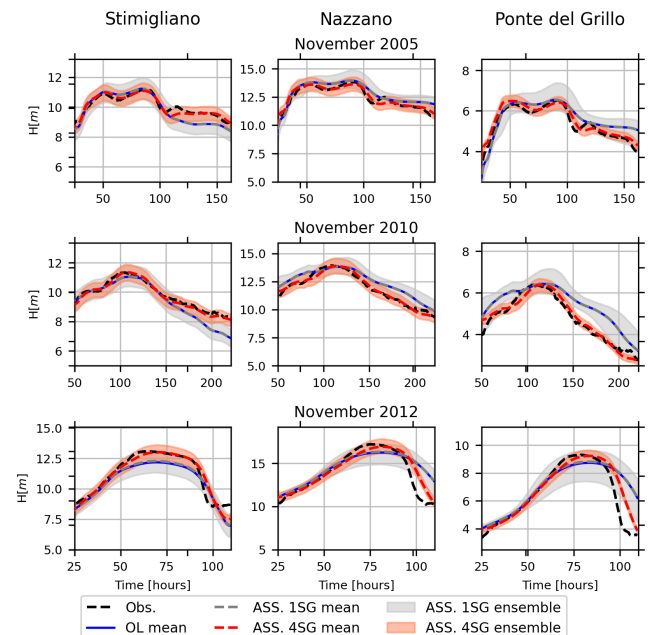 Stimigliano Nazzano Ponte del Grillo
November 2005
H[m]
12
10
8
6
50 100 150
15.0
12.5
10.0
7.5
5.0
50 100 150
8
6
4
50 100 150
November 2010
H[m]
12
10
8
6
50 100 150 200
15.0
12.5
10.0
7.5
5.0
50 100 150 200
8
6
4
50 100 150 200
November 2012
H[m]
15.0
12.5
10.0
7.5
5.0
25 50 75 100
15
10
5
25 50 75 100
10
8
6
4
25 50 75 100
Time [hours] Time [hours] Time [hours]
Obs. ASS. 1SG mean ASS. 1SG ensemble
OL mean ASS. 4SG mean ASS. 4SG ensemble